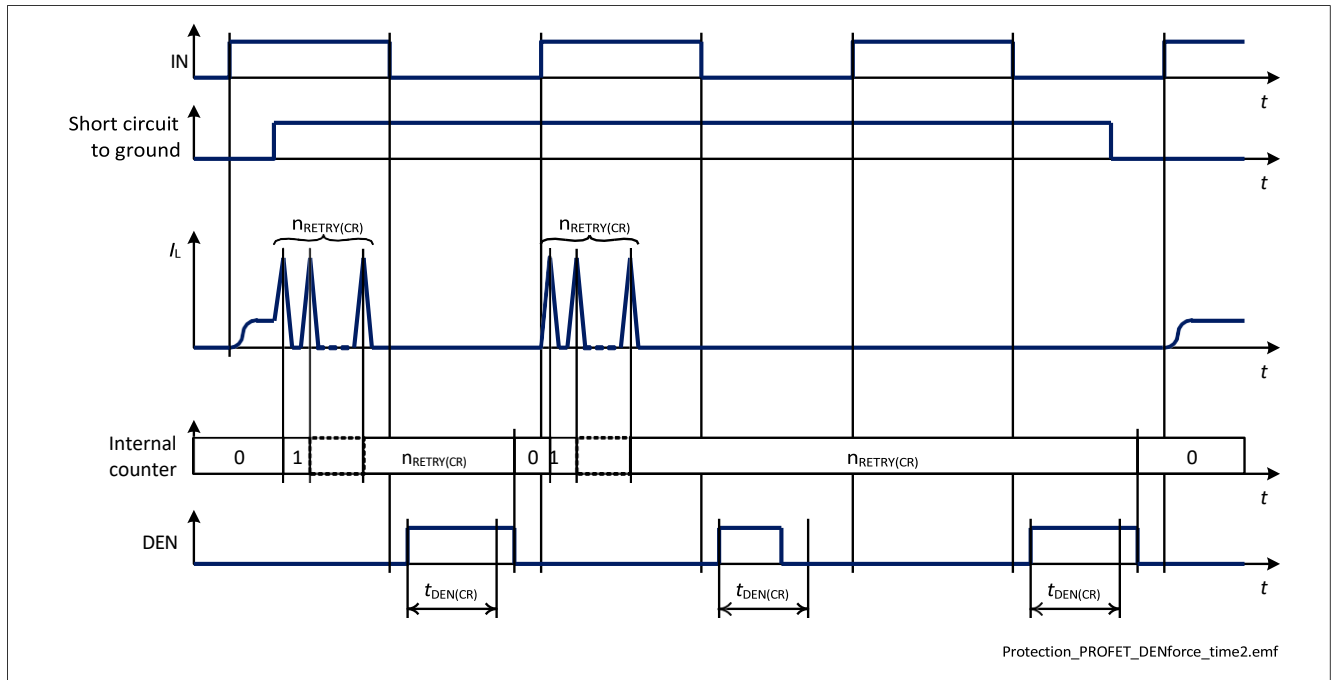 IN
t
Short circuit
to ground
t
nRETRY(CR) nRETRY(CR)
IL
t
Internal
counter
0 1 nRETRY(CR) 0 1 nRETRY(CR) 0
t
DEN
t
tDEN(CR) tDEN(CR) tDEN(CR)
Protection_PROFET_DENforce_time2.emf